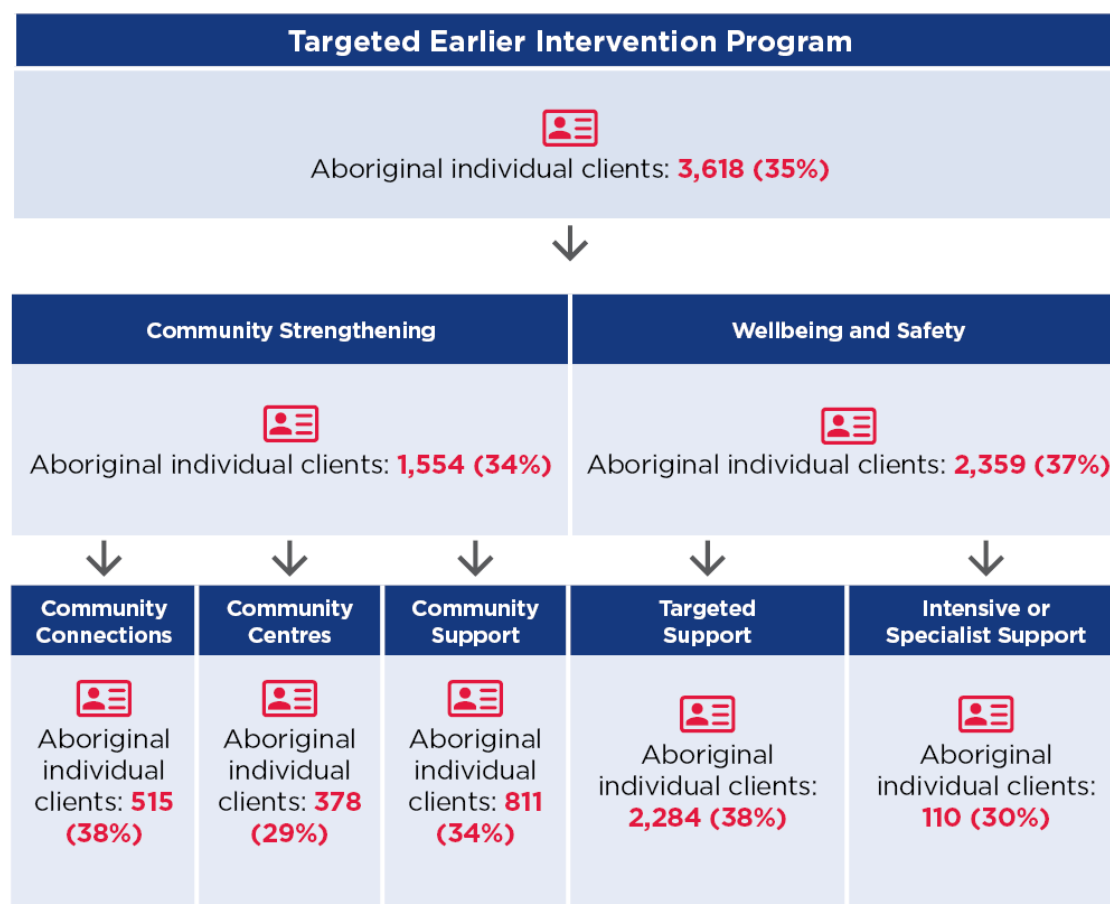 Targeted Earlier Intervention Program
Aboriginal individual clients: 3,618 (35%)
Community Strengthening
Aboriginal individual clients: 1,554 (34%)
Wellbeing and Safety
Aboriginal individual clients: 2,359 (37%)
Community
Connections
Aboriginal
individual
clients: 515
(38%)
Community
Centres
Aboriginal
individual
clients: 378
(29%)
Community
Support
Aboriginal
individual
clients: 811
(34%)
Targeted
Support
Aboriginal
individual clients:
2,284 (38%)
Intensive or
Specialist Support
Aboriginal
individual clients:
110 (30%)